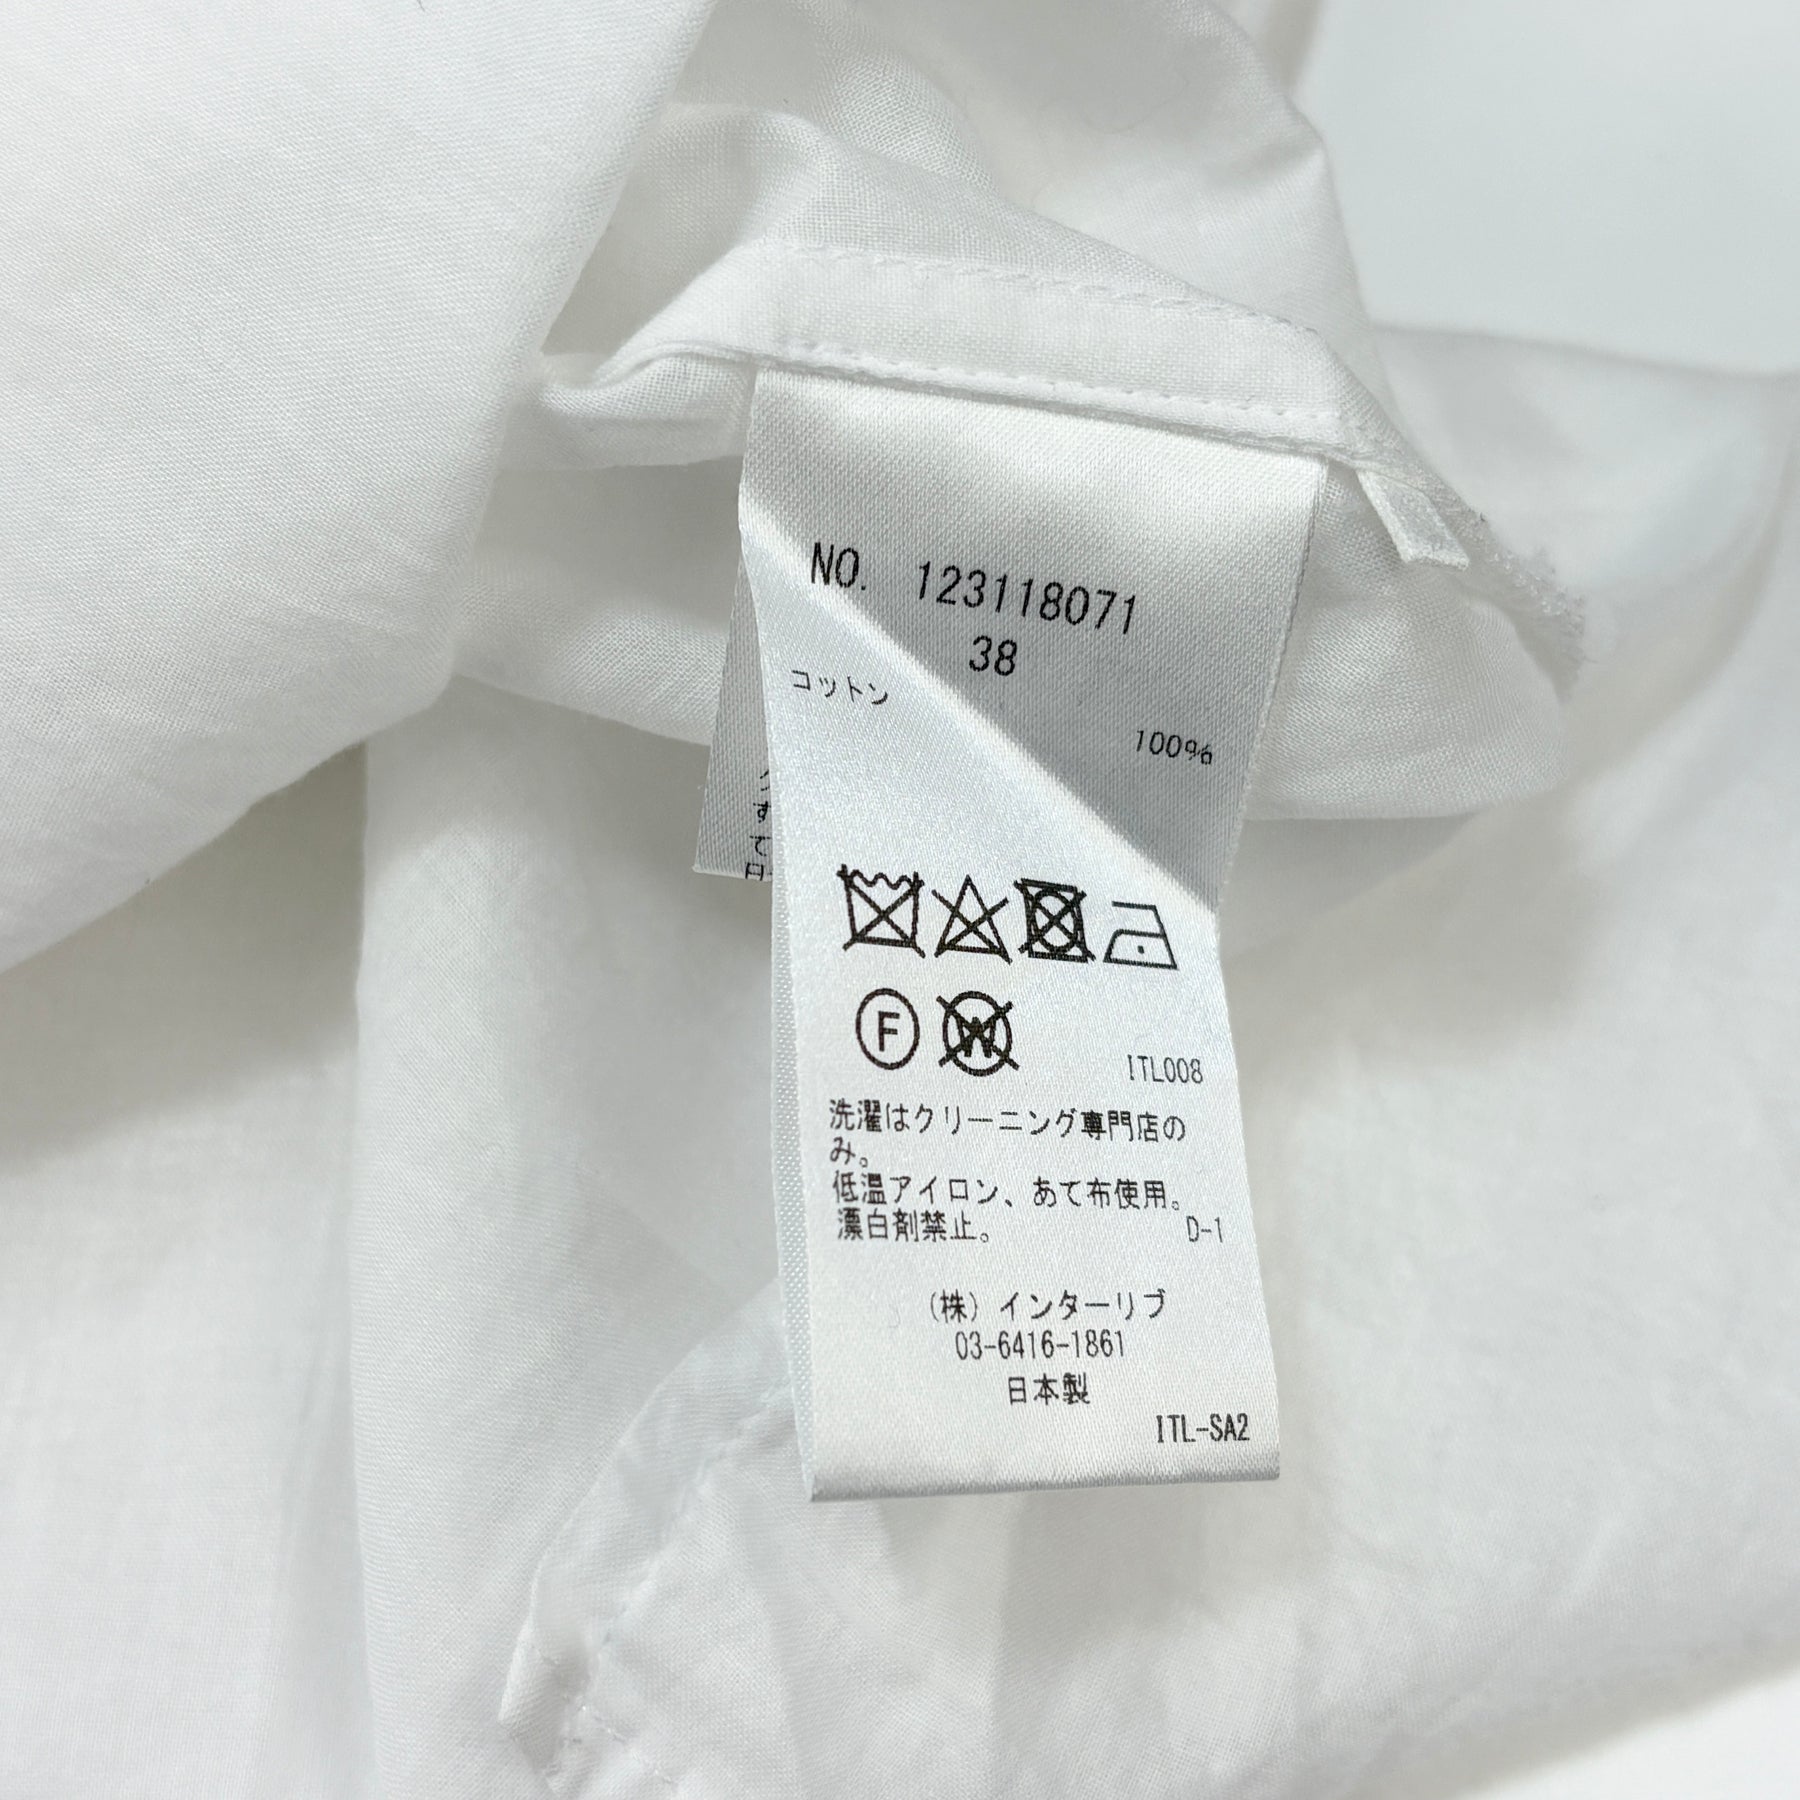 NO. 123118071
38
コットン
100%
す
て
F W
ITL008
洗濯はクリーニング専門店の
み。
低温アイロン、あて布使用。
漂白剤禁止。 D-1
(株)インターリブ
03-6416-1861
日本製
ITL-SA2